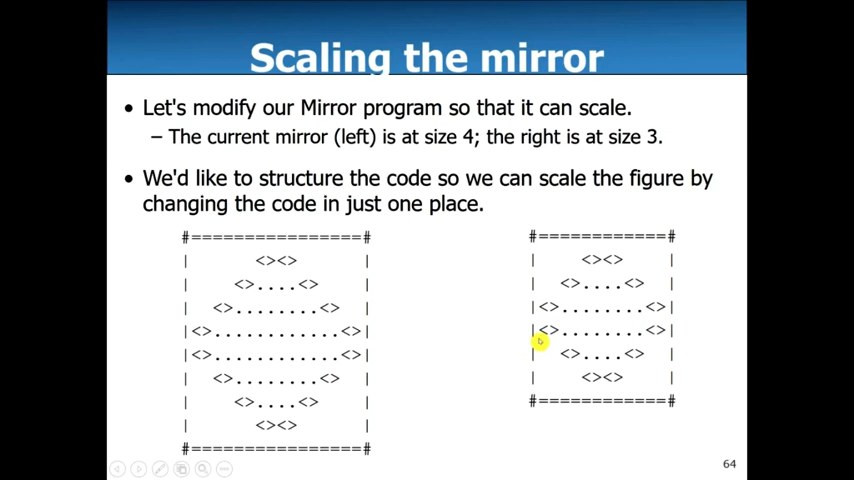 Scaling the mirror
• Let's modify our Mirror program so that it can scale.
– The current mirror (left) is at size 4; the right is at size 3.
• We'd like to structure the code so we can scale the figure by
changing the code in just one place.
#================#
|      <><>      |
|    <>....<>    |
|  <>........<>  |
|<>............<>|
|<>............<>|
|  <>........<>  |
|    <>....<>    |
|      <><>      |
#================#
#============#
|    <><>    |
|  <>....<>  |
|<>........<>|
|<>........<>|
|  <>....<>  |
|    <><>    |
#============#
64